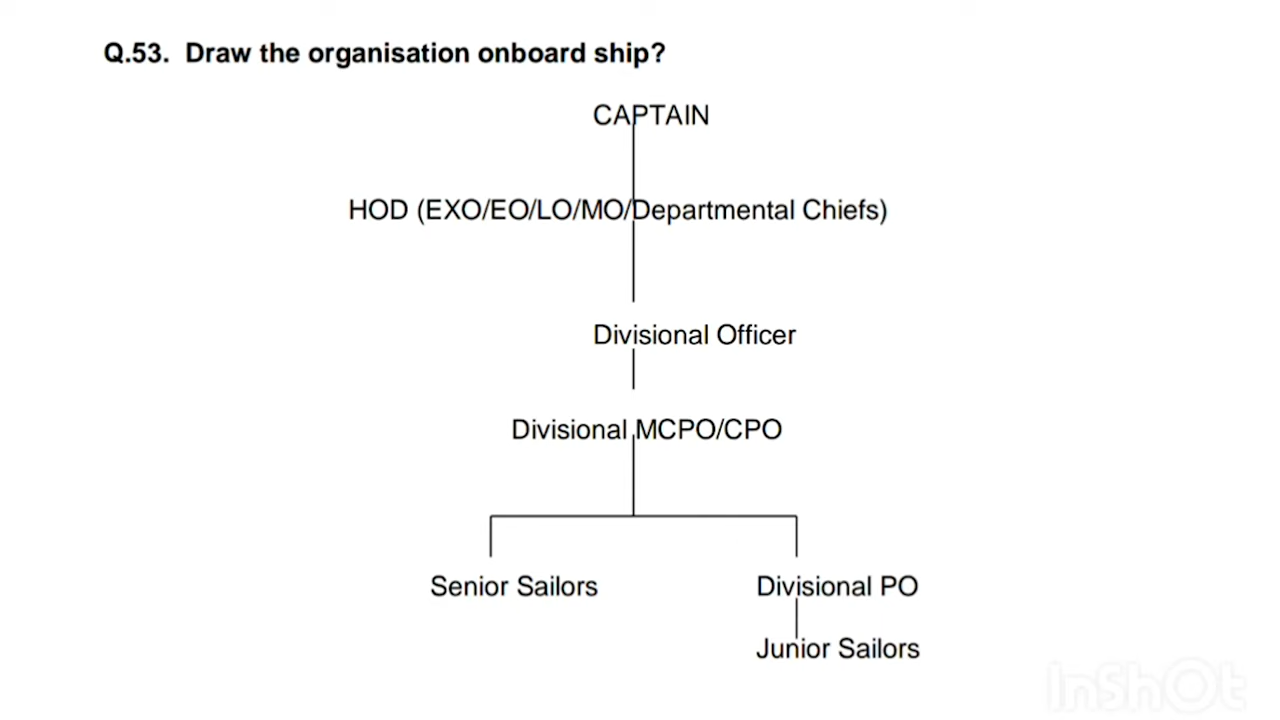 Q.53. Draw the organisation onboard ship?
CAPTAIN
HOD (EXO/EO/LO/MO/Departmental Chiefs)
Divisional Officer
Divisional MCPO/CPO
Senior Sailors Divisional PO
Junior Sailors
InShOt